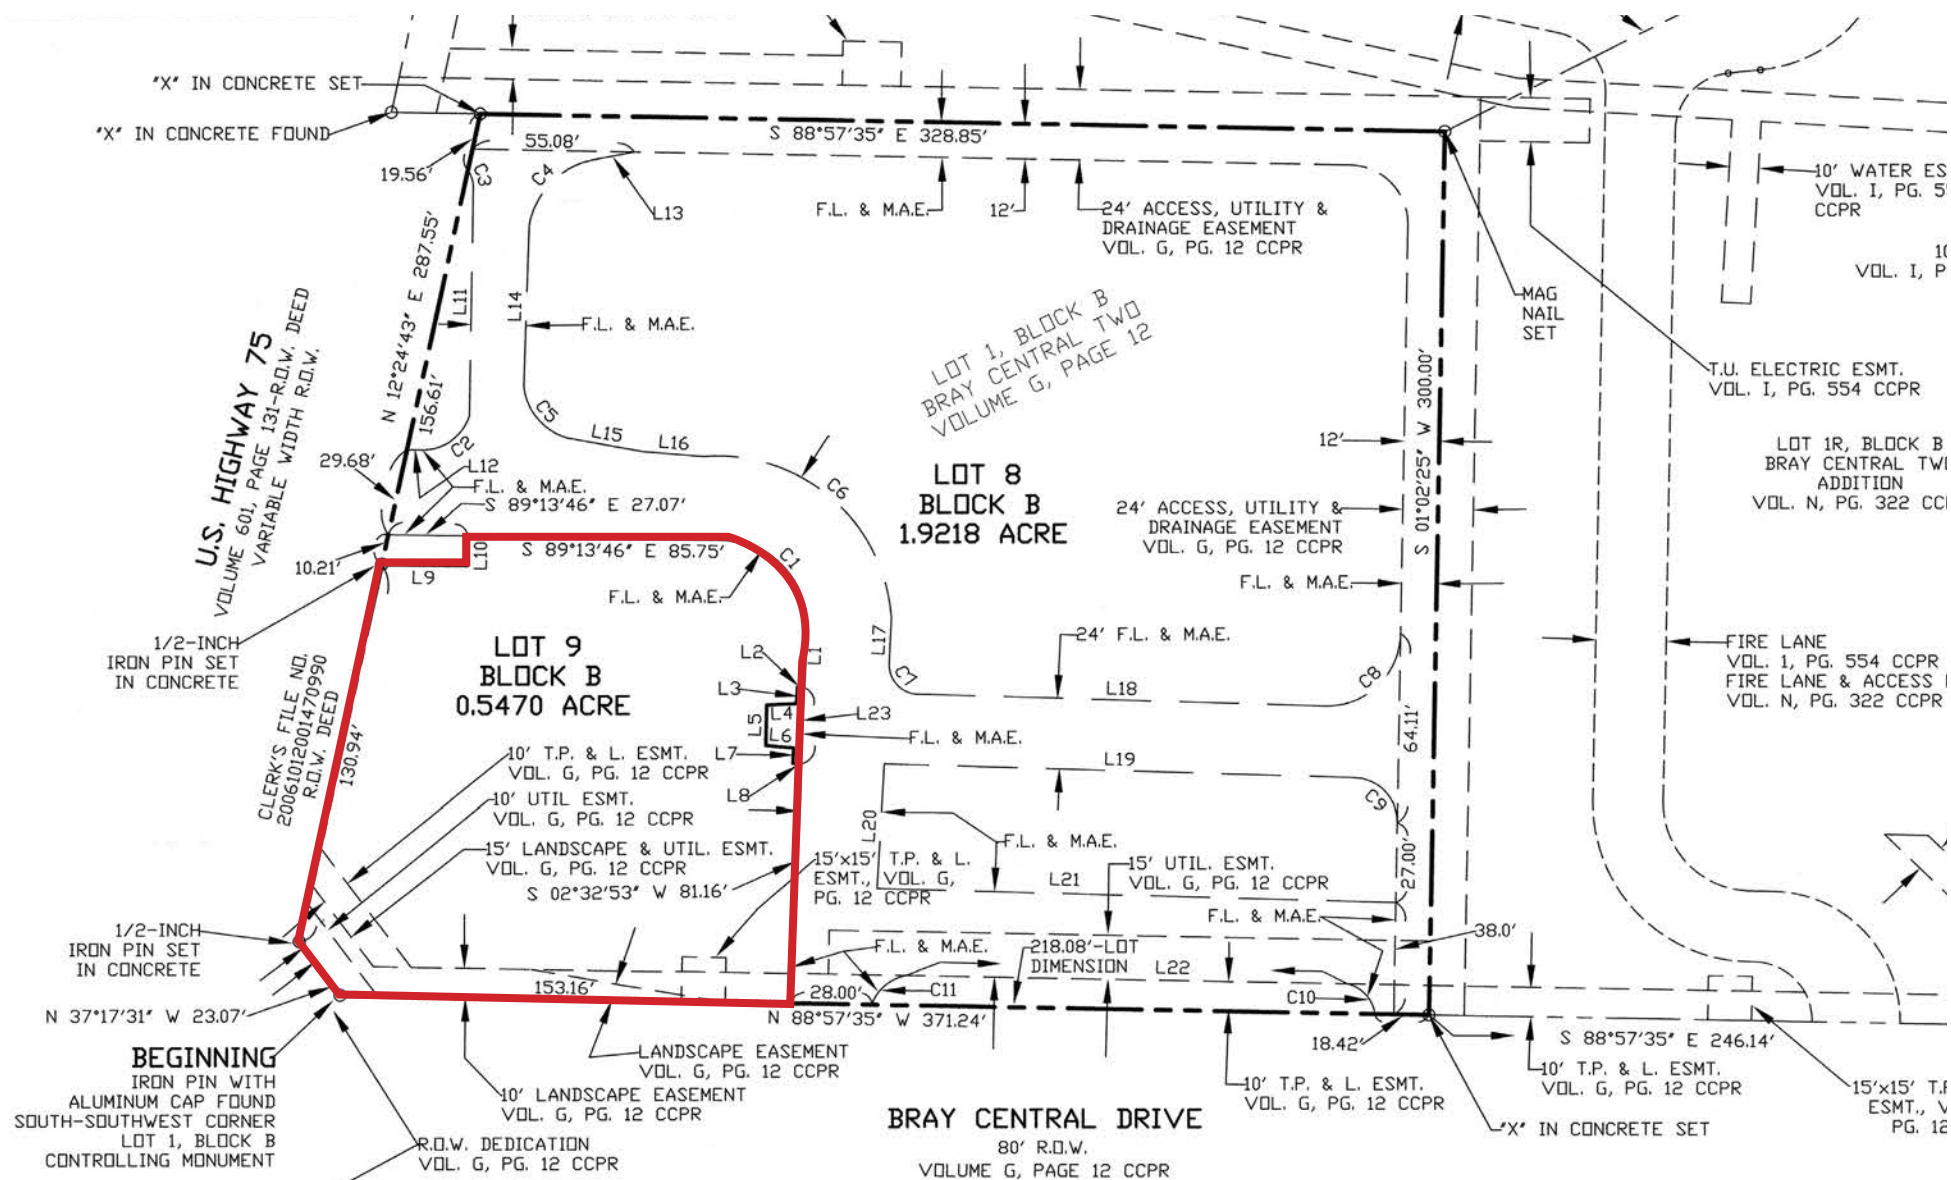 "X" IN CONCRETE SET
"X" IN CONCRETE FOUND
19.56'
55.08'
C3
C4
L13
S 88°57'35" E 328.85'
F.L. & M.A.E.
12'
24' ACCESS, UTILITY &
DRAINAGE EASEMENT
VOL. G, PG. 12 CCPR
10' WATER ES
VOL. I, PG. 5
CCPR
10
VOL. I, P
MAG
NAIL
SET
T.U. ELECTRIC ESMT.
VOL. I, PG. 554 CCPR
N 12°24'43" E 287.55'
156.61'
L11
L14
F.L. & M.A.E.
LOT 1, BLOCK B
BRAY CENTRAL TWO
VOLUME G, PAGE 12
S 01°02'25" W 300.00'
U.S. HIGHWAY 75
VOLUME 601, PAGE 131-R.O.W. DEED
VARIABLE WIDTH R.O.W.
C5
L15
L16
C2
L12
F.L. & M.A.E.
S 89°13'46" E 27.07'
29.68'
C6
LOT 8
BLOCK B
1.9218 ACRE
12'
24' ACCESS, UTILITY &
DRAINAGE EASEMENT
VOL. G, PG. 12 CCPR
F.L. & M.A.E.
LOT 1R, BLOCK B
BRAY CENTRAL TWO
ADDITION
VOL. N, PG. 322 CC
10.21'
L9
L10
S 89°13'46" E 85.75'
C1
F.L. & M.A.E.
1/2-INCH
IRON PIN SET
IN CONCRETE
LOT 9
BLOCK B
0.5470 ACRE
L1
L2
L3
L4
L5
L6
L7
L8
L23
F.L. & M.A.E.
L17
C7
24' F.L. & M.A.E.
L18
C8
64.11'
FIRE LANE
VOL. 1, PG. 554 CCPR
FIRE LANE & ACCESS
VOL. N, PG. 322 CCPR
CLERK'S FILE NO.
20061012001470990
R.O.W. DEED
130.94'
10' T.P. & L. ESMT.
VOL. G, PG. 12 CCPR
10' UTIL ESMT.
VOL. G, PG. 12 CCPR
15' LANDSCAPE & UTIL. ESMT.
VOL. G, PG. 12 CCPR
S 02°32'53" W 81.16'
L19
C9
L20
F.L. & M.A.E.
15'x15' T.P. & L.
ESMT., VOL. G,
PG. 12 CCPR
L21
15' UTIL. ESMT.
VOL. G, PG. 12 CCPR
27.00'
F.L. & M.A.E.
38.0'
1/2-INCH
IRON PIN SET
IN CONCRETE
F.L. & M.A.E.
218.08'-LOT
DIMENSION
L22
153.16'
28.00'
C11
C10
N 37°17'31" W 23.07'
N 88°57'35" W 371.24'
18.42'
S 88°57'35" E 246.14'
BEGINNING
IRON PIN WITH
ALUMINUM CAP FOUND
SOUTH-SOUTHWEST CORNER
LOT 1, BLOCK B
CONTROLLING MONUMENT
LANDSCAPE EASEMENT
VOL. G, PG. 12 CCPR
10' LANDSCAPE EASEMENT
VOL. G, PG. 12 CCPR
R.O.W. DEDICATION
VOL. G, PG. 12 CCPR
BRAY CENTRAL DRIVE
80' R.O.W.
VOLUME G, PAGE 12 CCPR
10' T.P. & L. ESMT.
VOL. G, PG. 12 CCPR
10' T.P. & L. ESMT.
VOL. G, PG. 12 CCPR
"X" IN CONCRETE SET
15'x15' T.P
ESMT., V
PG. 12